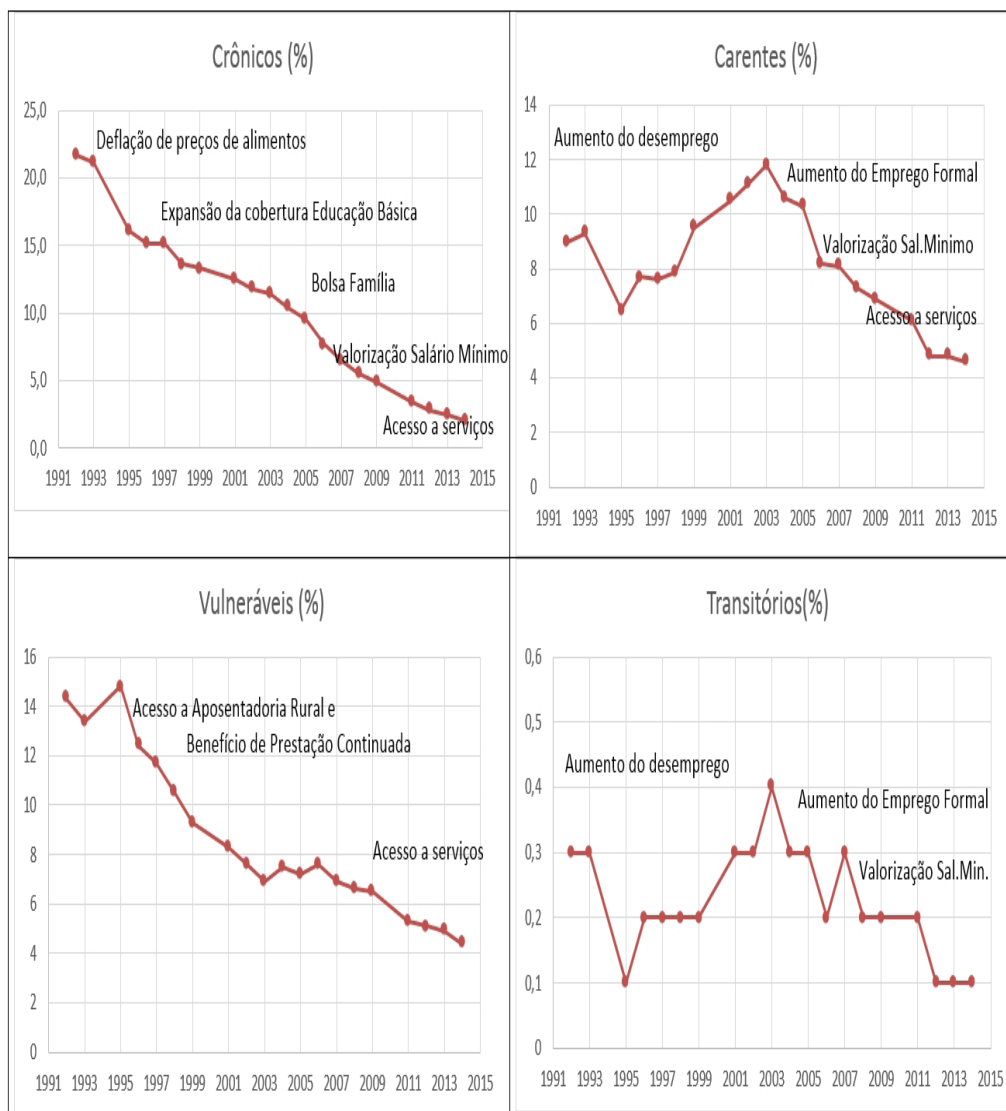 Crônicos (%)
25,0
Deflação de preços de alimentos
20,0
Expansão da cobertura Educação Básica
15,0
Bolsa Família
10,0
Valorização Salário Mínimo
5,0
Acesso a serviços
0,0
1991 1993 1995 1997 1999 2001 2003 2005 2007 2009 2011 2013 2015
Carentes (%)
14
Aumento do desemprego
12
Aumento do Emprego Formal
10
Valorização Sal.Minimo
8
6
Acesso a serviços
4
2
0
1991 1993 1995 1997 1999 2001 2003 2005 2007 2009 2011 2013 2015
Vulneráveis (%)
16
14
Acesso a Aposentadoria Rural e
Benefício de Prestação Continuada
12
10
8
Acesso a serviços
6
4
2
0
1991 1993 1995 1997 1999 2001 2003 2005 2007 2009 2011 2013 2015
Transitórios(%)
0,6
0,5
Aumento do desemprego
0,4
Aumento do Emprego Formal
0,3
Valorização Sal.Min.
0,2
0,1
0
1991 1993 1995 1997 1999 2001 2003 2005 2007 2009 2011 2013 2015